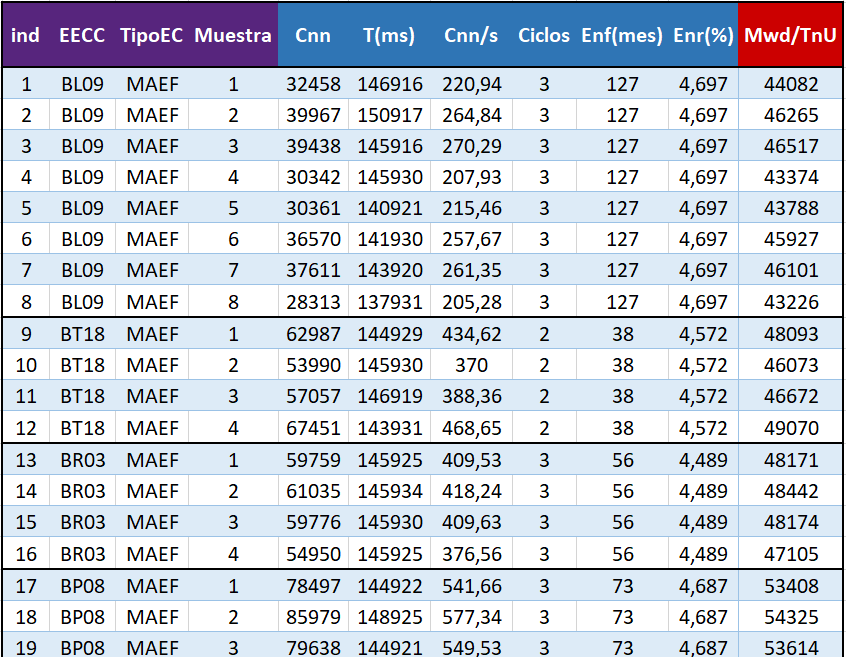 ind EECC TipoEC Muestra Cnn T(ms) Cnn/s Ciclos Enf(mes) Enr(%) Mwd/TnU
1 BL09 MAEF 1 32458 146916 220,94 3 127 4,697 44082
2 BL09 MAEF 2 39967 150917 264,84 3 127 4,697 46265
3 BL09 MAEF 3 39438 145916 270,29 3 127 4,697 46517
4 BL09 MAEF 4 30342 145930 207,93 3 127 4,697 43374
5 BL09 MAEF 5 30361 140921 215,46 3 127 4,697 43788
6 BL09 MAEF 6 36570 141930 257,67 3 127 4,697 45927
7 BL09 MAEF 7 37611 143920 261,35 3 127 4,697 46101
8 BL09 MAEF 8 28313 137931 205,28 3 127 4,697 43226
9 BT18 MAEF 1 62987 144929 434,62 2 38 4,572 48093
10 BT18 MAEF 2 53990 145930 370 2 38 4,572 46073
11 BT18 MAEF 3 57057 146919 388,36 2 38 4,572 46672
12 BT18 MAEF 4 67451 143931 468,65 2 38 4,572 49070
13 BR03 MAEF 1 59759 145925 409,53 3 56 4,489 48171
14 BR03 MAEF 2 61035 145934 418,24 3 56 4,489 48442
15 BR03 MAEF 3 59776 145930 409,63 3 56 4,489 48174
16 BR03 MAEF 4 54950 145925 376,56 3 56 4,489 47105
17 BP08 MAEF 1 78497 144922 541,66 3 73 4,687 53408
18 BP08 MAEF 2 85979 148925 577,34 3 73 4,687 54325
19 BP08 MAEF 3 79638 144921 549,53 3 73 4,687 53614